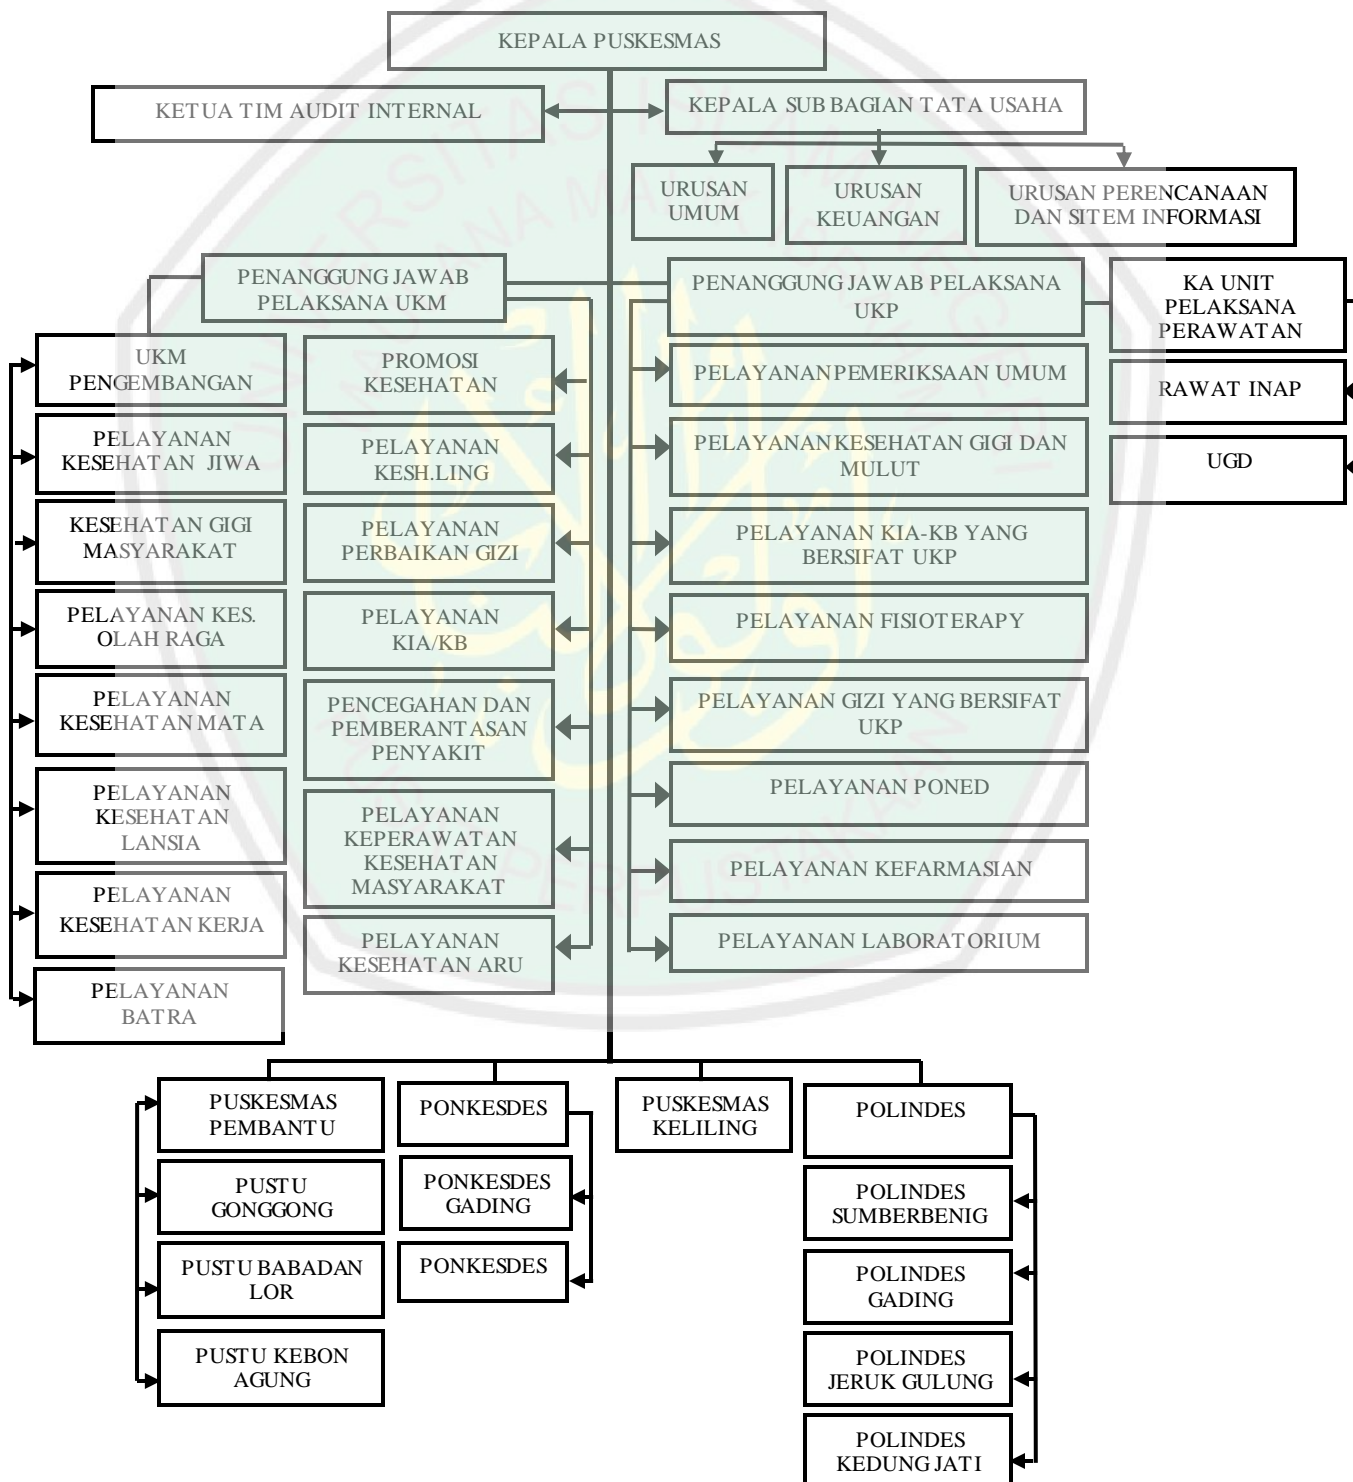 KEPALA PUSKESMAS
KETUA TIM AUDIT INTERNAL
KEPALA SUB BAGIAN TATA USAHA
URUSAN
UMUM
URUSAN
KEUANGAN
URUSAN PERENCANAAN
DAN SITEM INFORMASI
PENANGGUNG JAWAB
PELAKSANA UKM
PENANGGUNG JAWAB PELAKSANA
UKP
KA UNIT
PELAKSANA
PERAWATAN
RAWAT INAP
UGD
UKM
PENGEMBANGAN
PELAYANAN
KESEHATAN JIWA
KESEHATAN GIGI
MASYARAKAT
PELAYANAN KES.
OLAH RAGA
PELAYANAN
KESEHATAN MATA
PELAYANAN
KESEHATAN
LANSIA
PELAYANAN
KESEHATAN KERJA
PELAYANAN
BATRA
PROMOSI
KESEHATAN
PELAYANAN
KESH.LING
PELAYANAN
PERBAIKAN GIZI
PELAYANAN
KIA/KB
PENCEGAHAN DAN
PEMBERANTASAN
PENYAKIT
PELAYANAN
KEPERAWATAN
KESEHATAN
MASYARAKAT
PELAYANAN
KESEHATAN ARU
PELAYANAN PEMERIKSAAN UMUM
PELAYANAN KESEHATAN GIGI DAN
MULUT
PELAYANAN KIA-KB YANG
BERSIFAT UKP
PELAYANAN FISIOTERAPY
PELAYANAN GIZI YANG BERSIFAT
UKP
PELAYANAN PONED
PELAYANAN KEFARMASIAN
PELAYANAN LABORATORIUM
PUSKESMAS
PEMBANTU
PUSTU
GONGGONG
PUSTU BABADAN
LOR
PUSTU KEBON
AGUNG
PONKESDES
PONKESDES
GADING
PONKESDES
PUSKESMAS
KELILING
POLINDES
POLINDES
SUMBERBENIG
POLINDES
GADING
POLINDES
JERUK GULUNG
POLINDES
KEDUNG JATI
PUSAT PERPUSTAKAAN